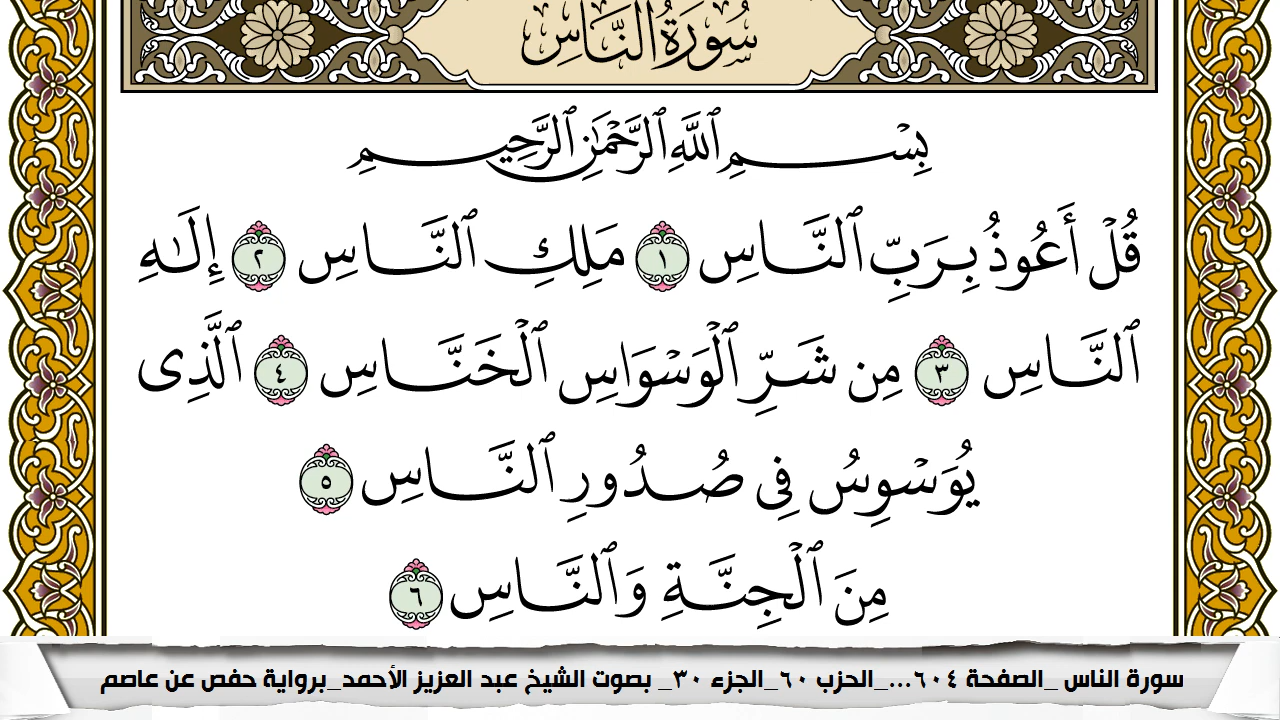 سُورَةُ النَّاسِ
بِسْمِ ٱللَّهِ ٱلرَّحْمَٰنِ ٱلرَّحِيمِ
قُلْ أَعُوذُ بِرَبِّ ٱلنَّاسِ ١ مَلِكِ ٱلنَّاسِ ٢ إِلَٰهِ
ٱلنَّاسِ ٣ مِن شَرِّ ٱلْوَسْوَاسِ ٱلْخَنَّاسِ ٤ ٱلَّذِى
يُوَسْوِسُ فِى صُدُورِ ٱلنَّاسِ ٥
مِنَ ٱلْجِنَّةِ وَٱلنَّاسِ ٦
سورة الناس _الصفحة ٦٠٤..._الحزب ٦٠_الجزء ٣٠_ بصوت الشيخ عبد العزيز الأحمد_برواية حفص عن عاصم